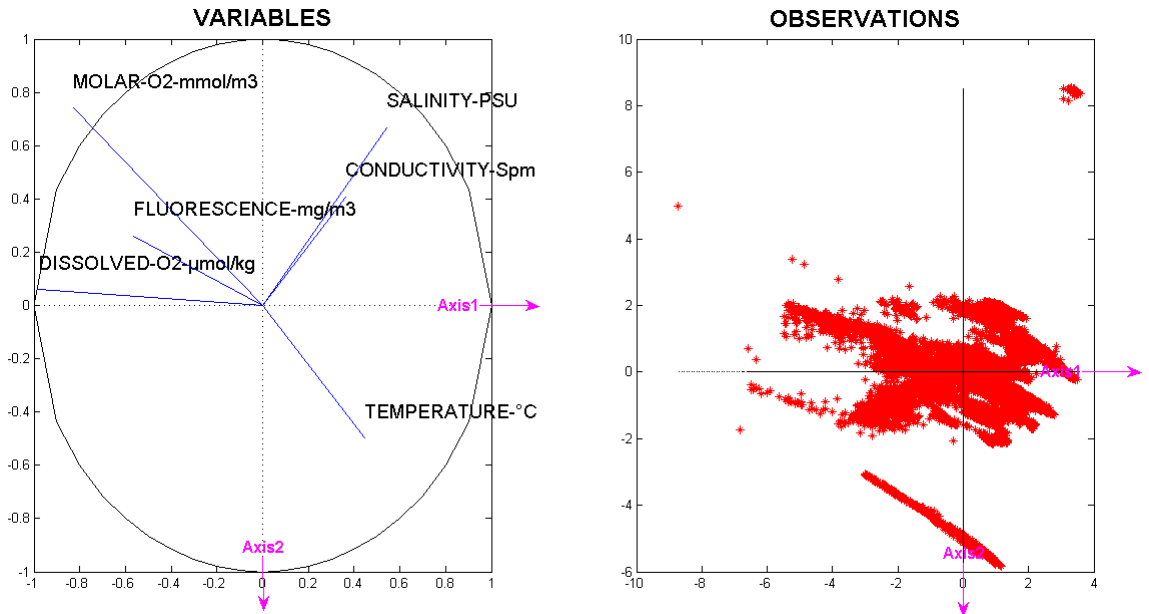 VARIABLES
1
0.8
0.6
0.4
0.2
0
-0.2
-0.4
-0.6
-0.8
-1
-1 -0.8 -0.6 -0.4 -0.2 0 0.2 0.4 0.6 0.8 1
MOLAR-O2-mmol/m3
SALINITY-PSU
CONDUCTIVITY-Spm
FLUORESCENCE-mg/m3
DISSOLVED-O2-µmol/kg
Axis1
TEMPERATURE-°C
Axis2
OBSERVATIONS
10
8
6
4
2
0
-2
-4
-6
-10 -8 -6 -4 -2 0 2 4
Axis1
Axis2